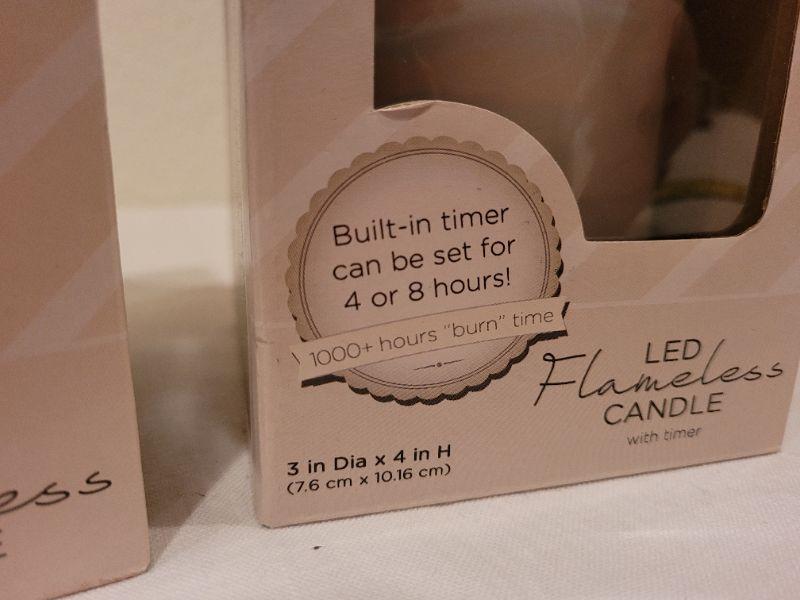 Built-in timer
can be set for
4 or 8 hours!
1000+ hours "burn" time
LED
Flameless
CANDLE
with timer
3 in Dia x 4 in H
(7.6 cm x 10.16 cm)
ess
E